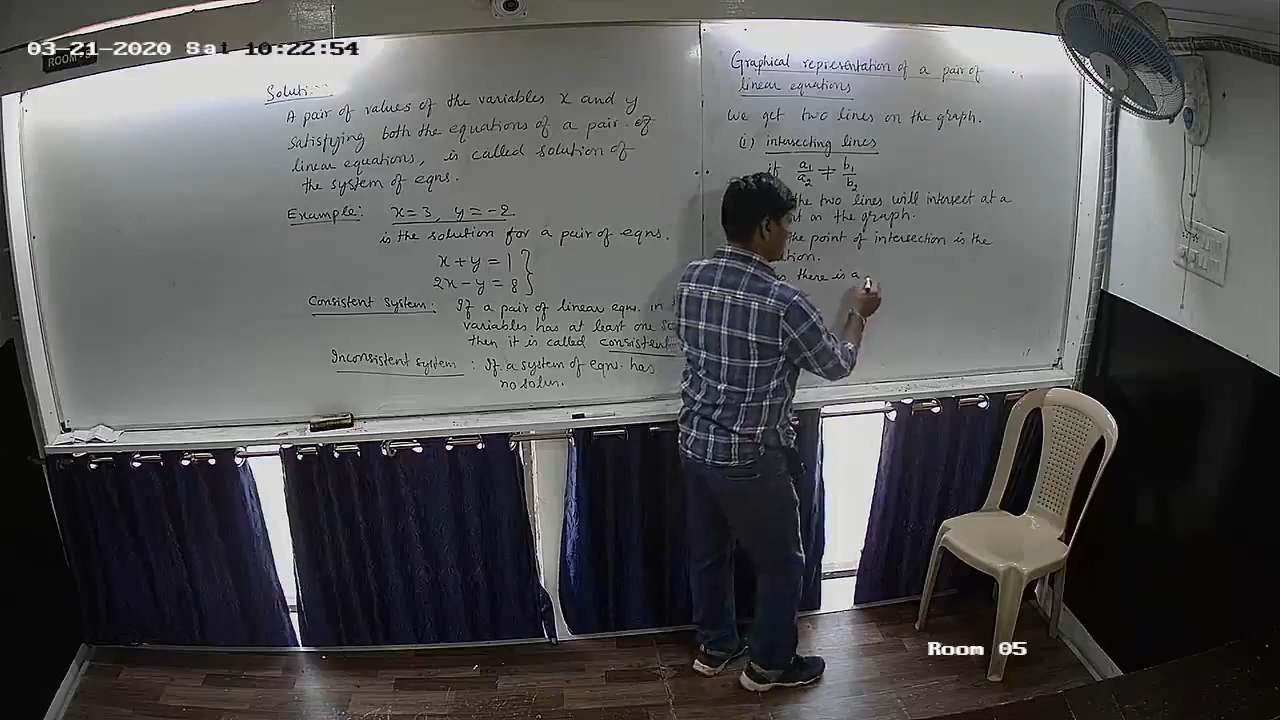 03-21-2020 Sat 10:22:54
ROOM
Solution
A pair of values of the variables x and y
satisfying both the equations of a pair of
linear equations, is called solution of
the system of eqns.
Example: x=3, y=-2
is the solution for a pair of eqns.
x+y=1
2x-y=8
Consistent System: If a pair of linear eqns. in
variables has at least one
then it is called consistent
Inconsistent system: If a system of eqns. has
no soln.
Graphical representation of a pair of
linear equations
We get two lines on the graph.
(i) intersecting lines
if a1/a2 ≠ b1/b2
the two lines will intersect at a
on the graph.
the point of intersection is the
there is a
Room 05